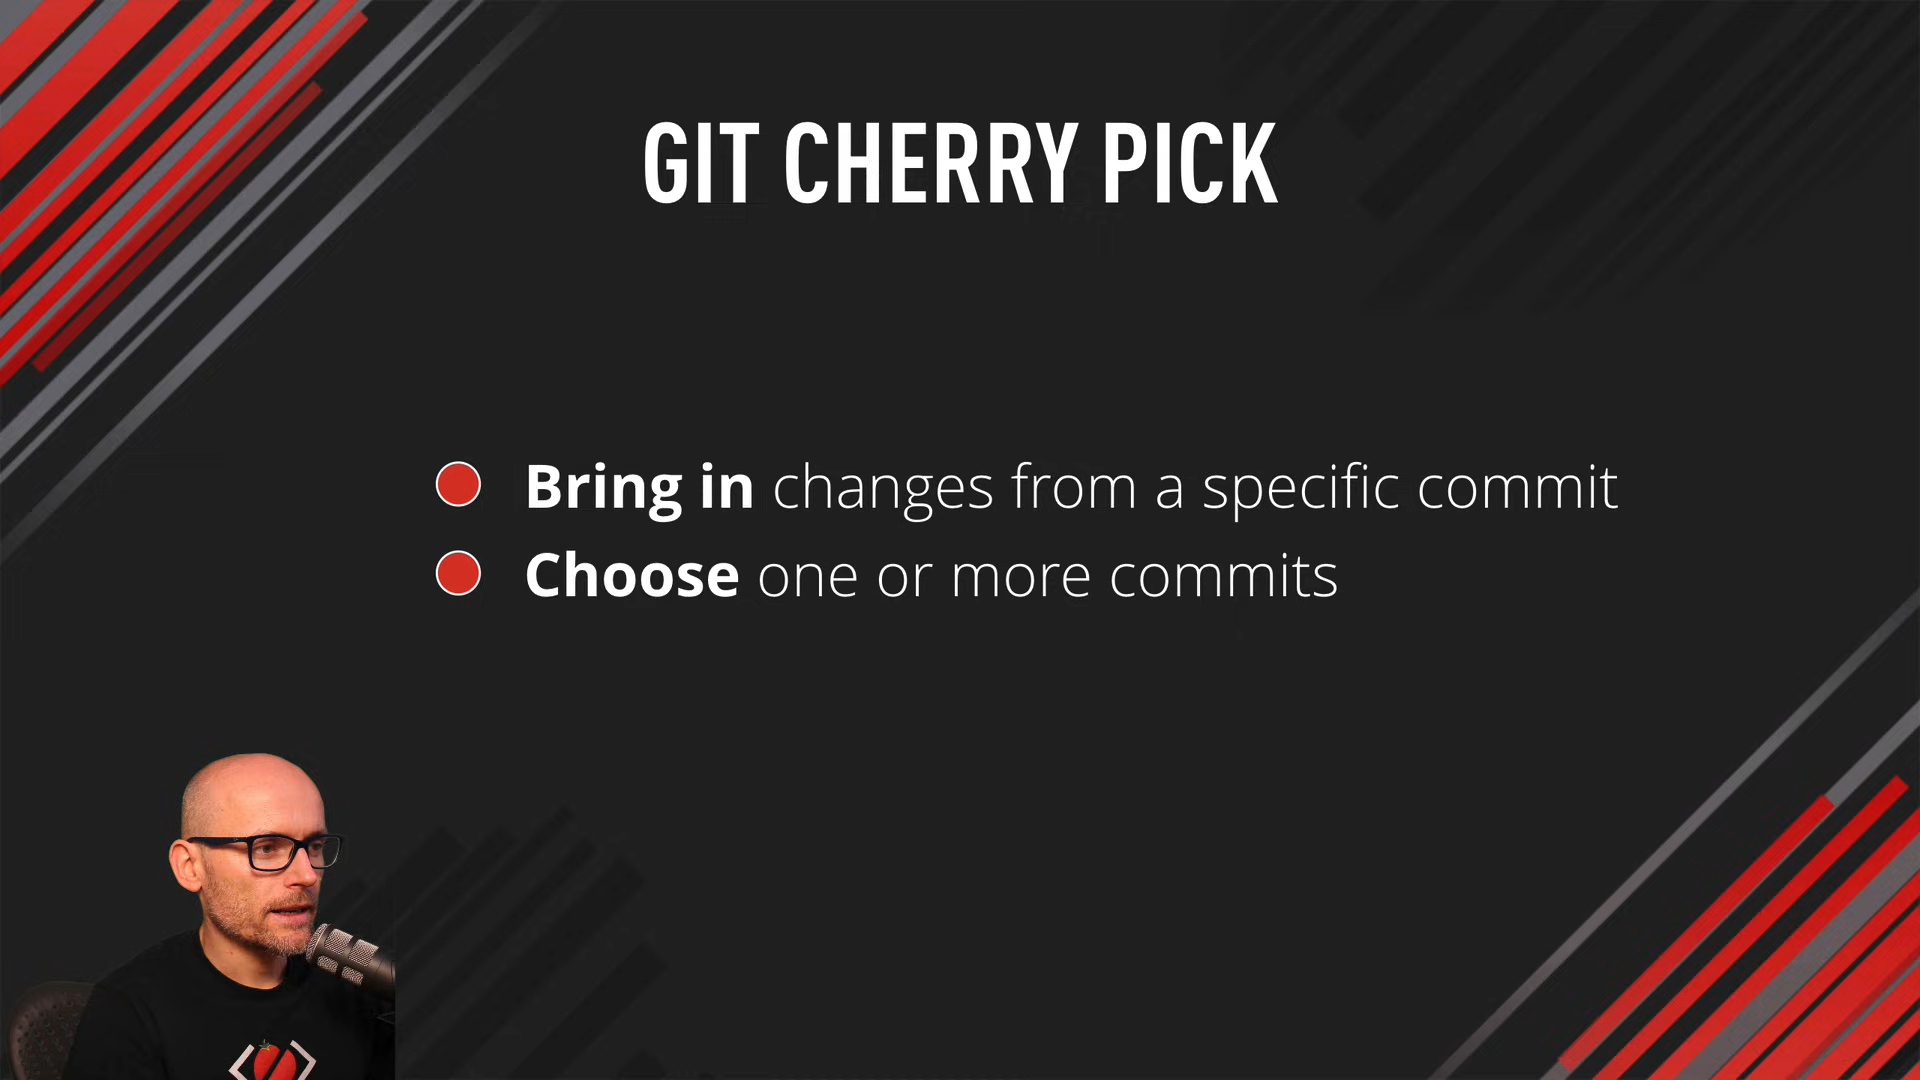 GIT CHERRY PICK
Bring in changes from a specific commit
Choose one or more commits